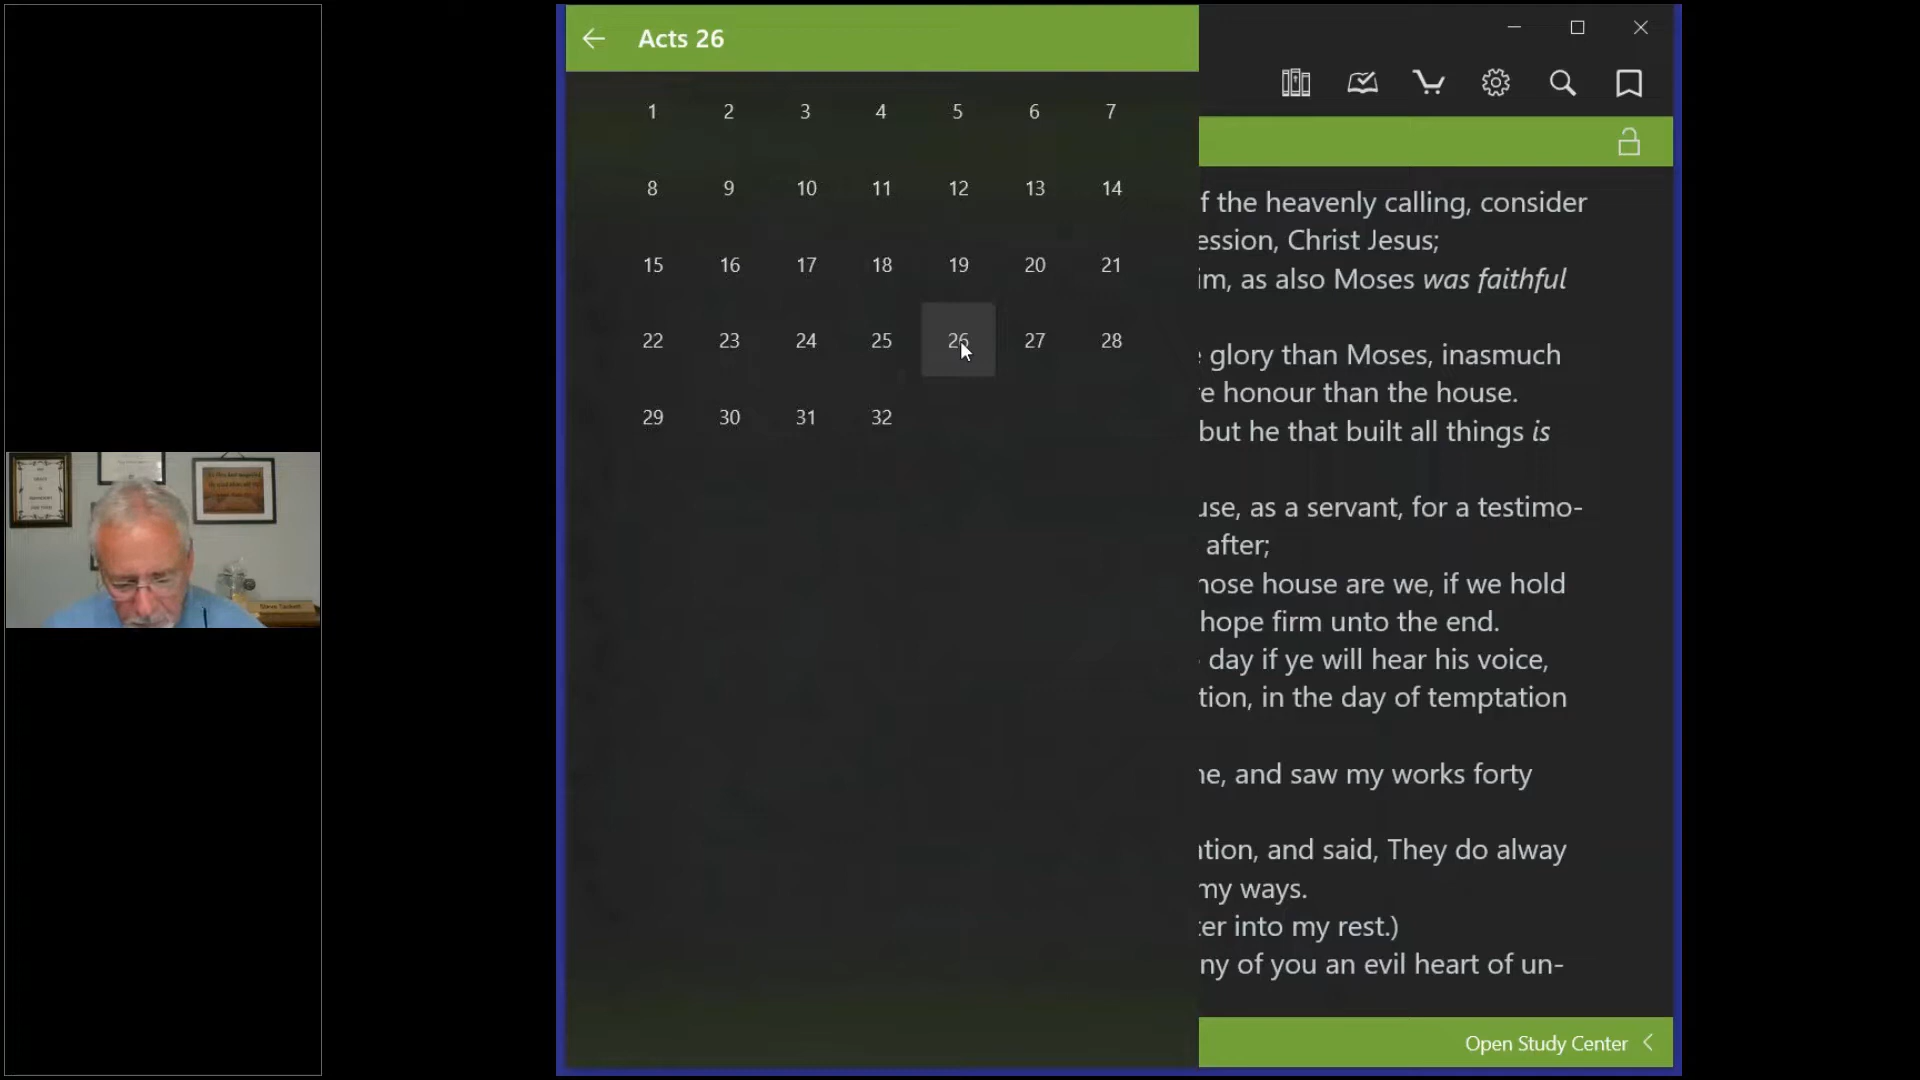 Acts 26
1 2 3 4 5 6 7
8 9 10 11 12 13 14
15 16 17 18 19 20 21
22 23 24 25 26 27 28
29 30 31 32
f the heavenly calling, consider
ession, Christ Jesus;
im, as also Moses was faithful
glory than Moses, inasmuch
e honour than the house.
but he that built all things is
use, as a servant, for a testimo-
after;
hose house are we, if we hold
hope firm unto the end.
day if ye will hear his voice,
tion, in the day of temptation
ne, and saw my works forty
ation, and said, They do alway
my ways.
ter into my rest.)
ny of you an evil heart of un-
Open Study Center